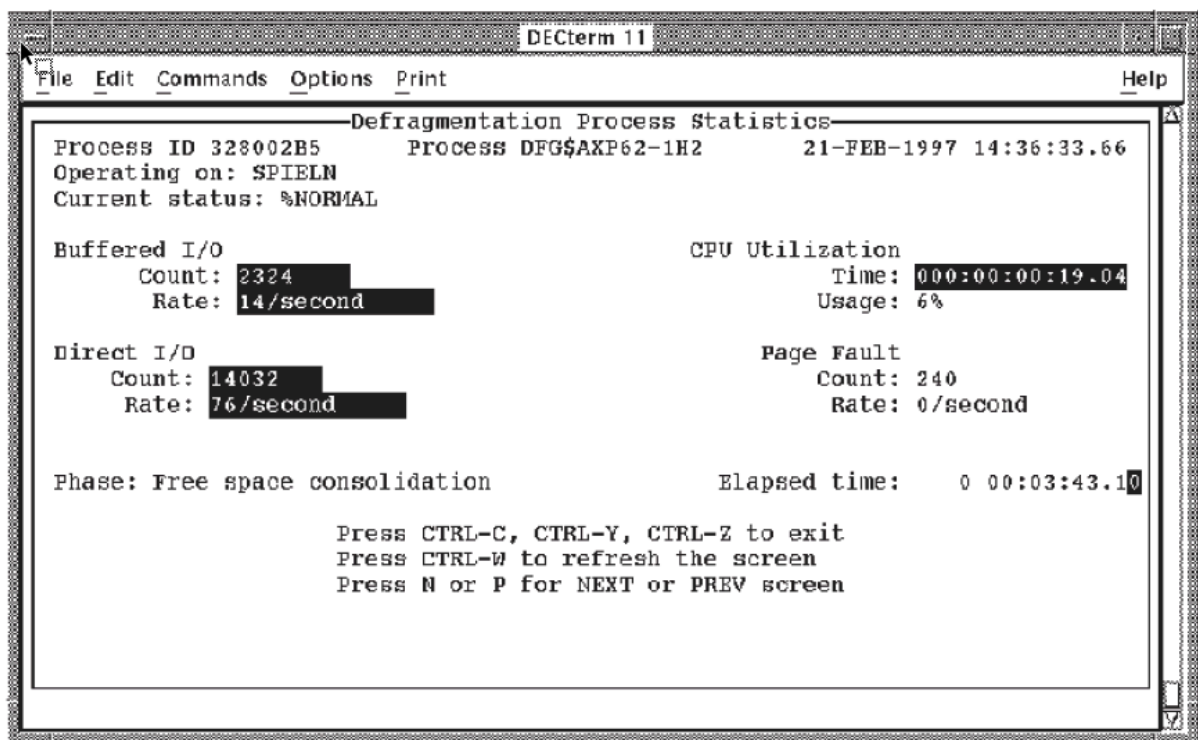 DECterm 11
File Edit Commands Options Print Help
Defragmentation Process Statistics
Process ID 328002B5 Process DFG$AXP62-1H2 21-FEB-1997 14:36:33.66
Operating on: SPIELN
Current status: %NORMAL
Buffered I/O CPU Utilization
Count: 2324 Time: 000:00:00:19.04
Rate: 14/second Usage: 6%
Direct I/O Page Fault
Count: 14032 Count: 240
Rate: 76/second Rate: 0/second
Phase: Free space consolidation Elapsed time: 0 00:03:43.10
Press CTRL-C, CTRL-Y, CTRL-Z to exit
Press CTRL-W to refresh the screen
Press N or P for NEXT or PREV screen